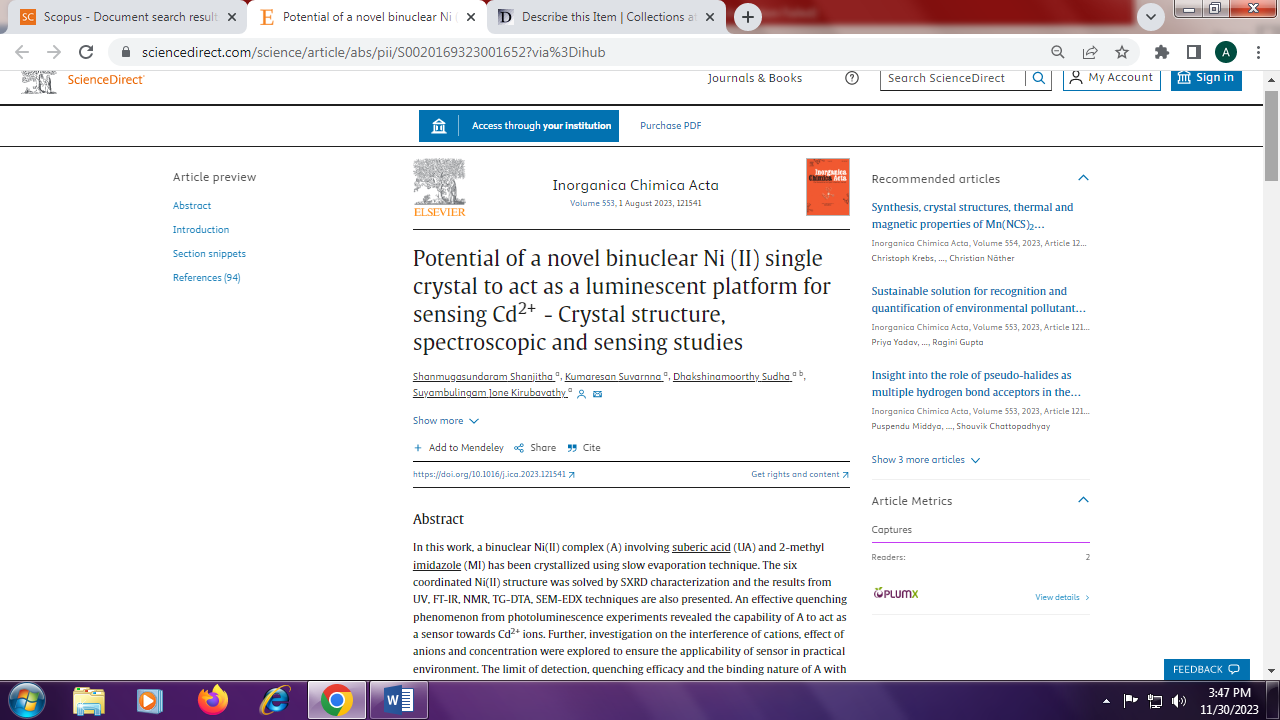 Scopus - Document search result
Potential of a novel binuclear Ni (
Describe this Item | Collections at
sciencedirect.com/science/article/abs/pii/S0020169323001652?via%3Dihub
A
ScienceDirect
Journals & Books
Search ScienceDirect
My Account
Sign in
Access through your institution
Purchase PDF
Article preview
Abstract
Introduction
Section snippets
References (94)
ELSEVIER
Inorganica Chimica Acta
Volume 553, 1 August 2023, 121541
Inorganica Chimica Acta
Potential of a novel binuclear Ni (II) single
crystal to act as a luminescent platform for
sensing Cd2+ - Crystal structure,
spectroscopic and sensing studies
Shanmugasundaram Shanjitha a, Kumaresan Suvarnna a, Dhakshinamoorthy Sudha a b,
Suyambulingam Jone Kirubavathy a
Show more
Add to Mendeley Share Cite
https://doi.org/10.1016/j.ica.2023.121541
Get rights and content
Abstract
In this work, a binuclear Ni(II) complex (A) involving suberic acid (UA) and 2-methyl
imidazole (MI) has been crystallized using slow evaporation technique. The six
coordinated Ni(II) structure was solved by SXRD characterization and the results from
UV, FT-IR, NMR, TG-DTA, SEM-EDX techniques are also presented. An effective quenching
phenomenon from photoluminescence experiments revealed the capability of A to act as
a sensor towards Cd2+ ions. Further, investigation on the interference of cations, effect of
anions and concentration were explored to ensure the applicability of sensor in practical
environment. The limit of detection, quenching efficacy and the binding nature of A with
Recommended articles
Synthesis, crystal structures, thermal and
magnetic properties of Mn(NCS)2…
Inorganica Chimica Acta, Volume 554, 2023, Article 12…
Christoph Krebs, …, Christian Näther
Sustainable solution for recognition and
quantification of environmental pollutant…
Inorganica Chimica Acta, Volume 553, 2023, Article 121…
Priya Yadav, …, Ragini Gupta
Insight into the role of pseudo-halides as
multiple hydrogen bond acceptors in the…
Inorganica Chimica Acta, Volume 553, 2023, Article 121…
Puspendu Middya, …, Shouvik Chattopadhyay
Show 3 more articles
Article Metrics
Captures
Readers: 2
PLUMX
View details
FEEDBACK
3:47 PM
11/30/2023